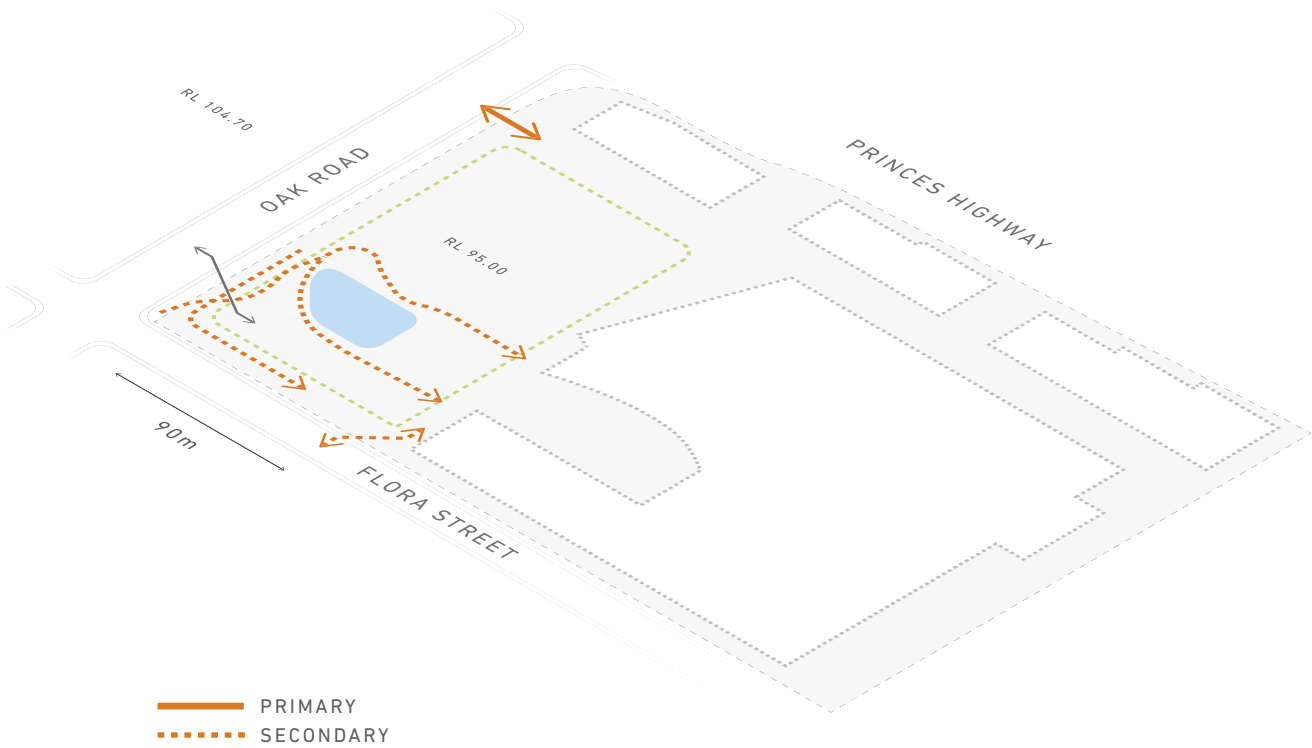 RL 104.70
OAK ROAD
PRINCES HIGHWAY
RL 95.00
90m
FLORA STREET
PRIMARY
SECONDARY